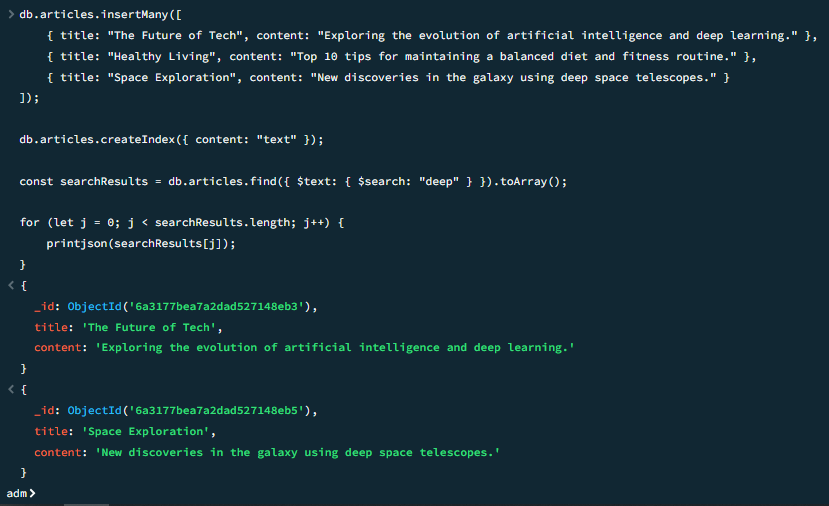 > db.articles.insertMany([
    { title: "The Future of Tech", content: "Exploring the evolution of artificial intelligence and deep learning." },
    { title: "Healthy Living", content: "Top 10 tips for maintaining a balanced diet and fitness routine." },
    { title: "Space Exploration", content: "New discoveries in the galaxy using deep space telescopes." }
]);
db.articles.createIndex({ content: "text" });
const searchResults = db.articles.find({ $text: { $search: "deep" } }).toArray();
for (let j = 0; j < searchResults.length; j++) {
    printjson(searchResults[j]);
}
< {
  _id: ObjectId('6a3177bea7a2dad527148eb3'),
  title: 'The Future of Tech',
  content: 'Exploring the evolution of artificial intelligence and deep learning.'
}
< {
  _id: ObjectId('6a3177bea7a2dad527148eb5'),
  title: 'Space Exploration',
  content: 'New discoveries in the galaxy using deep space telescopes.'
}
adm>